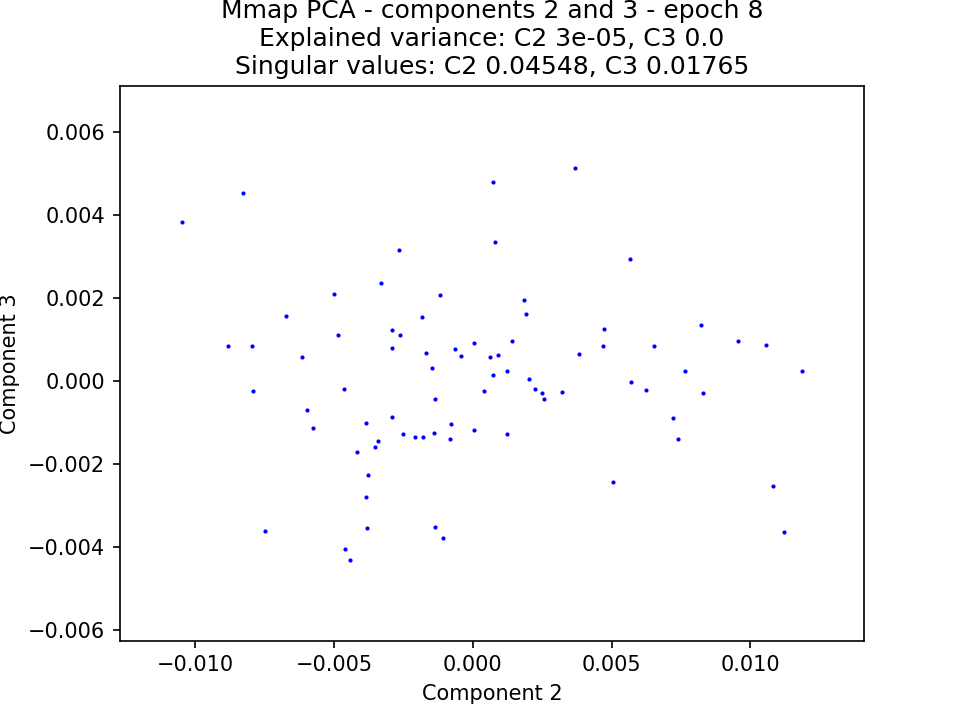 Mmap PCA - components 2 and 3 - epoch 8
Explained variance: C2 3e-05, C3 0.0
Singular values: C2 0.04548, C3 0.01765
0.006
0.004
0.002
0.000
−0.002
−0.004
−0.006
Component 3
−0.010
−0.005
0.000
0.005
0.010
Component 2